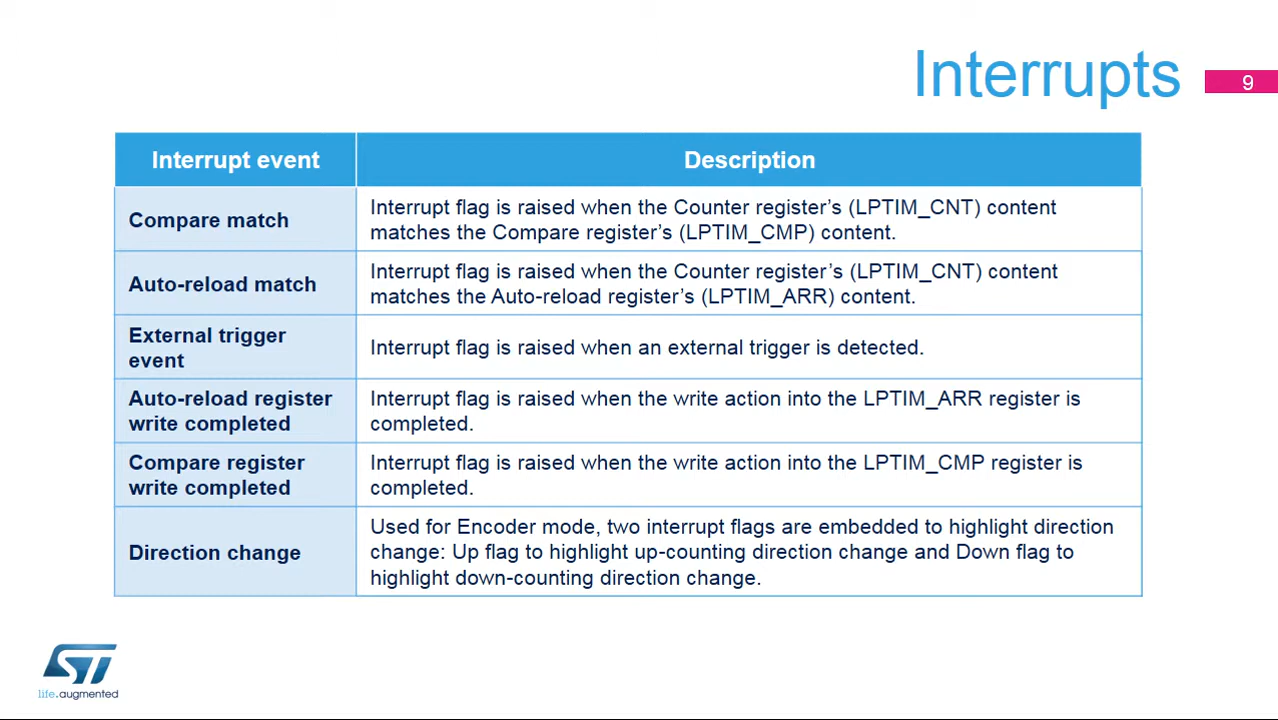 Interrupts
9
Interrupt event
Description
Compare match
Interrupt flag is raised when the Counter register's (LPTIM_CNT) content
matches the Compare register's (LPTIM_CMP) content.
Auto-reload match
Interrupt flag is raised when the Counter register's (LPTIM_CNT) content
matches the Auto-reload register's (LPTIM_ARR) content.
External trigger
event
Interrupt flag is raised when an external trigger is detected.
Auto-reload register
write completed
Interrupt flag is raised when the write action into the LPTIM_ARR register is
completed.
Compare register
write completed
Interrupt flag is raised when the write action into the LPTIM_CMP register is
completed.
Direction change
Used for Encoder mode, two interrupt flags are embedded to highlight direction
change: Up flag to highlight up-counting direction change and Down flag to
highlight down-counting direction change.
ST
life.augmented